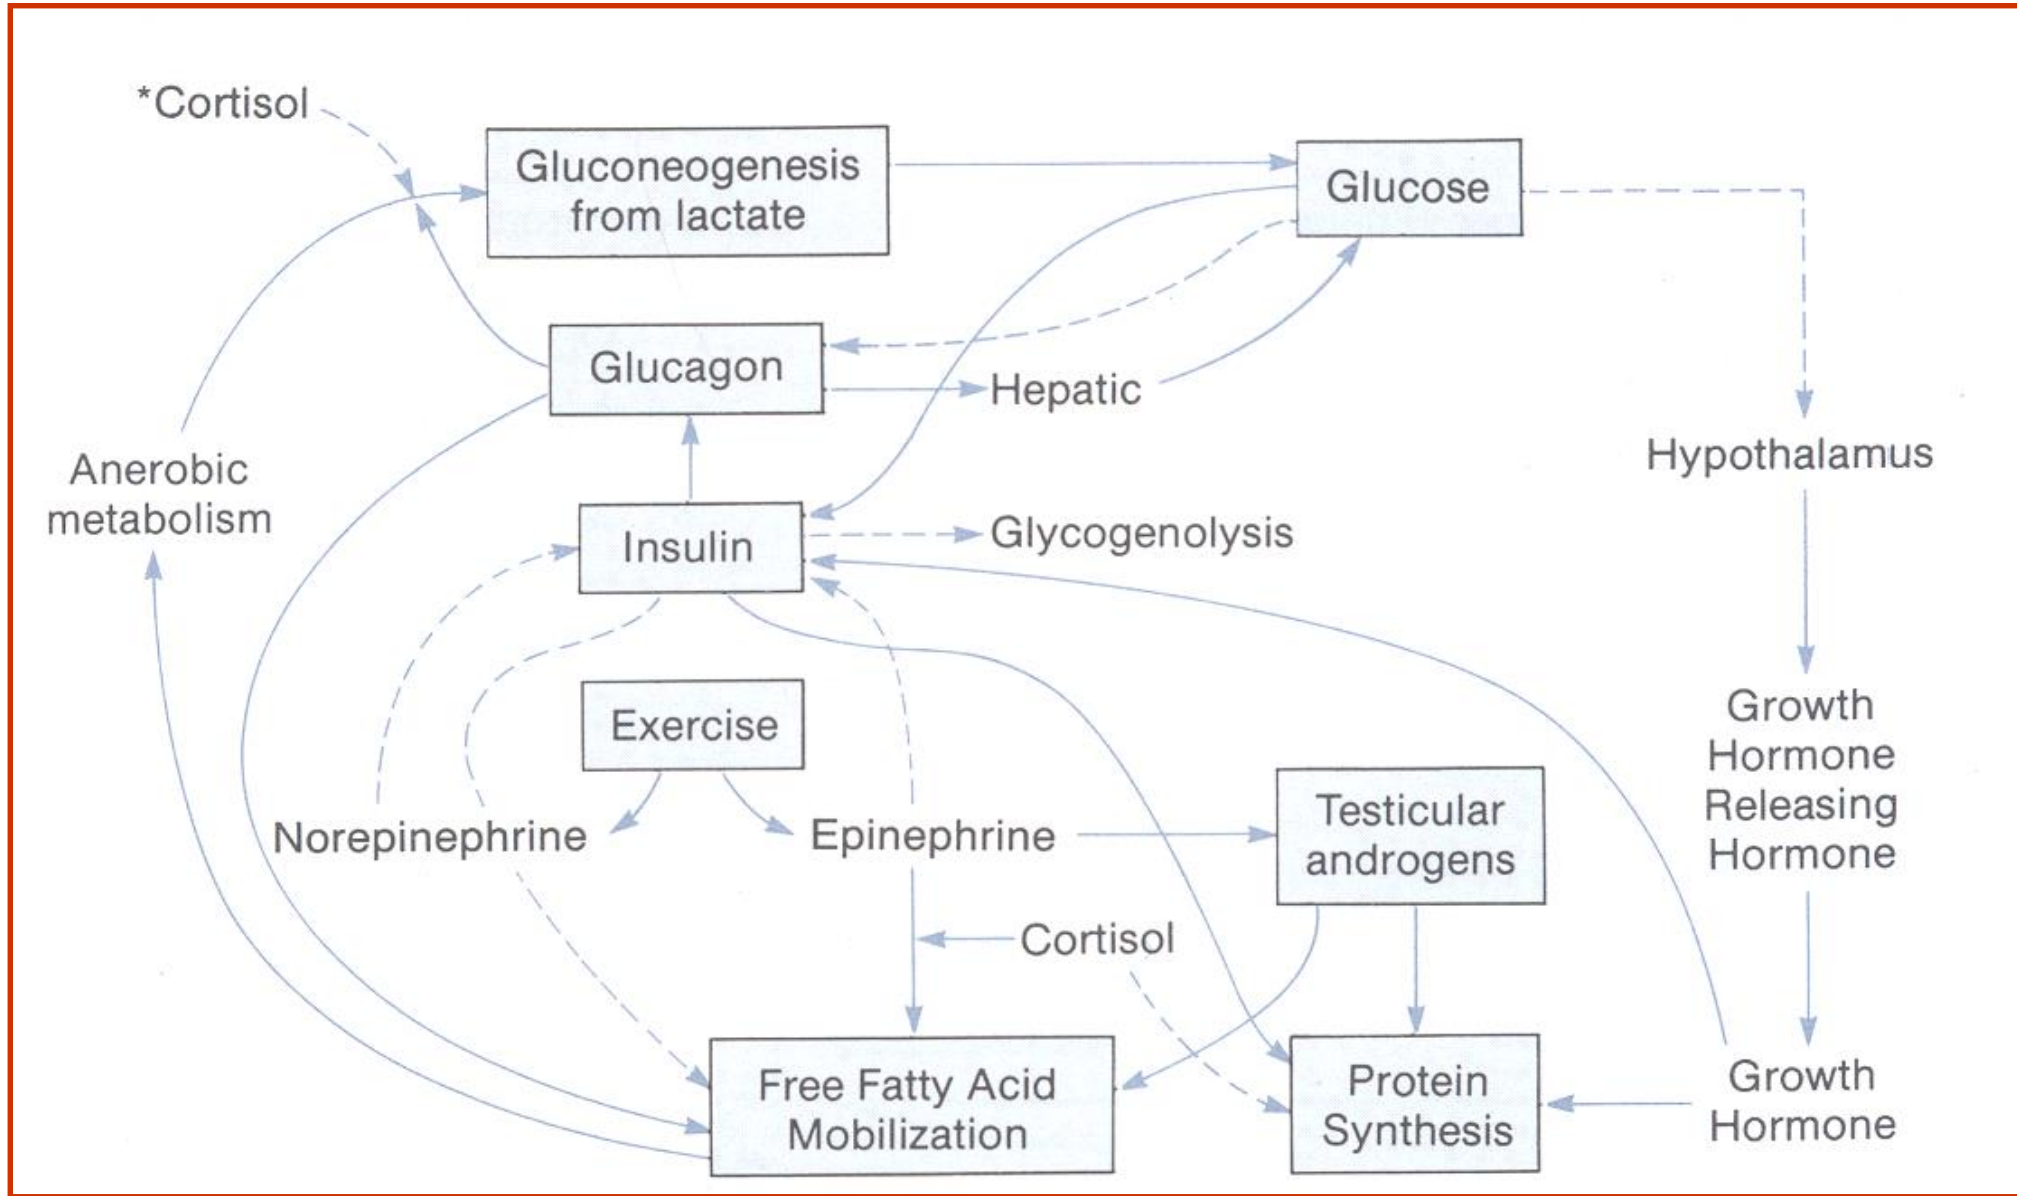 *Cortisol
Gluconeogenesis
from lactate
Glucose
Glucagon
Hepatic
Anerobic
metabolism
Hypothalamus
Insulin
Glycogenolysis
Exercise
Growth
Hormone
Releasing
Hormone
Norepinephrine
Epinephrine
Testicular
androgens
Cortisol
Free Fatty Acid
Mobilization
Protein
Synthesis
Growth
Hormone